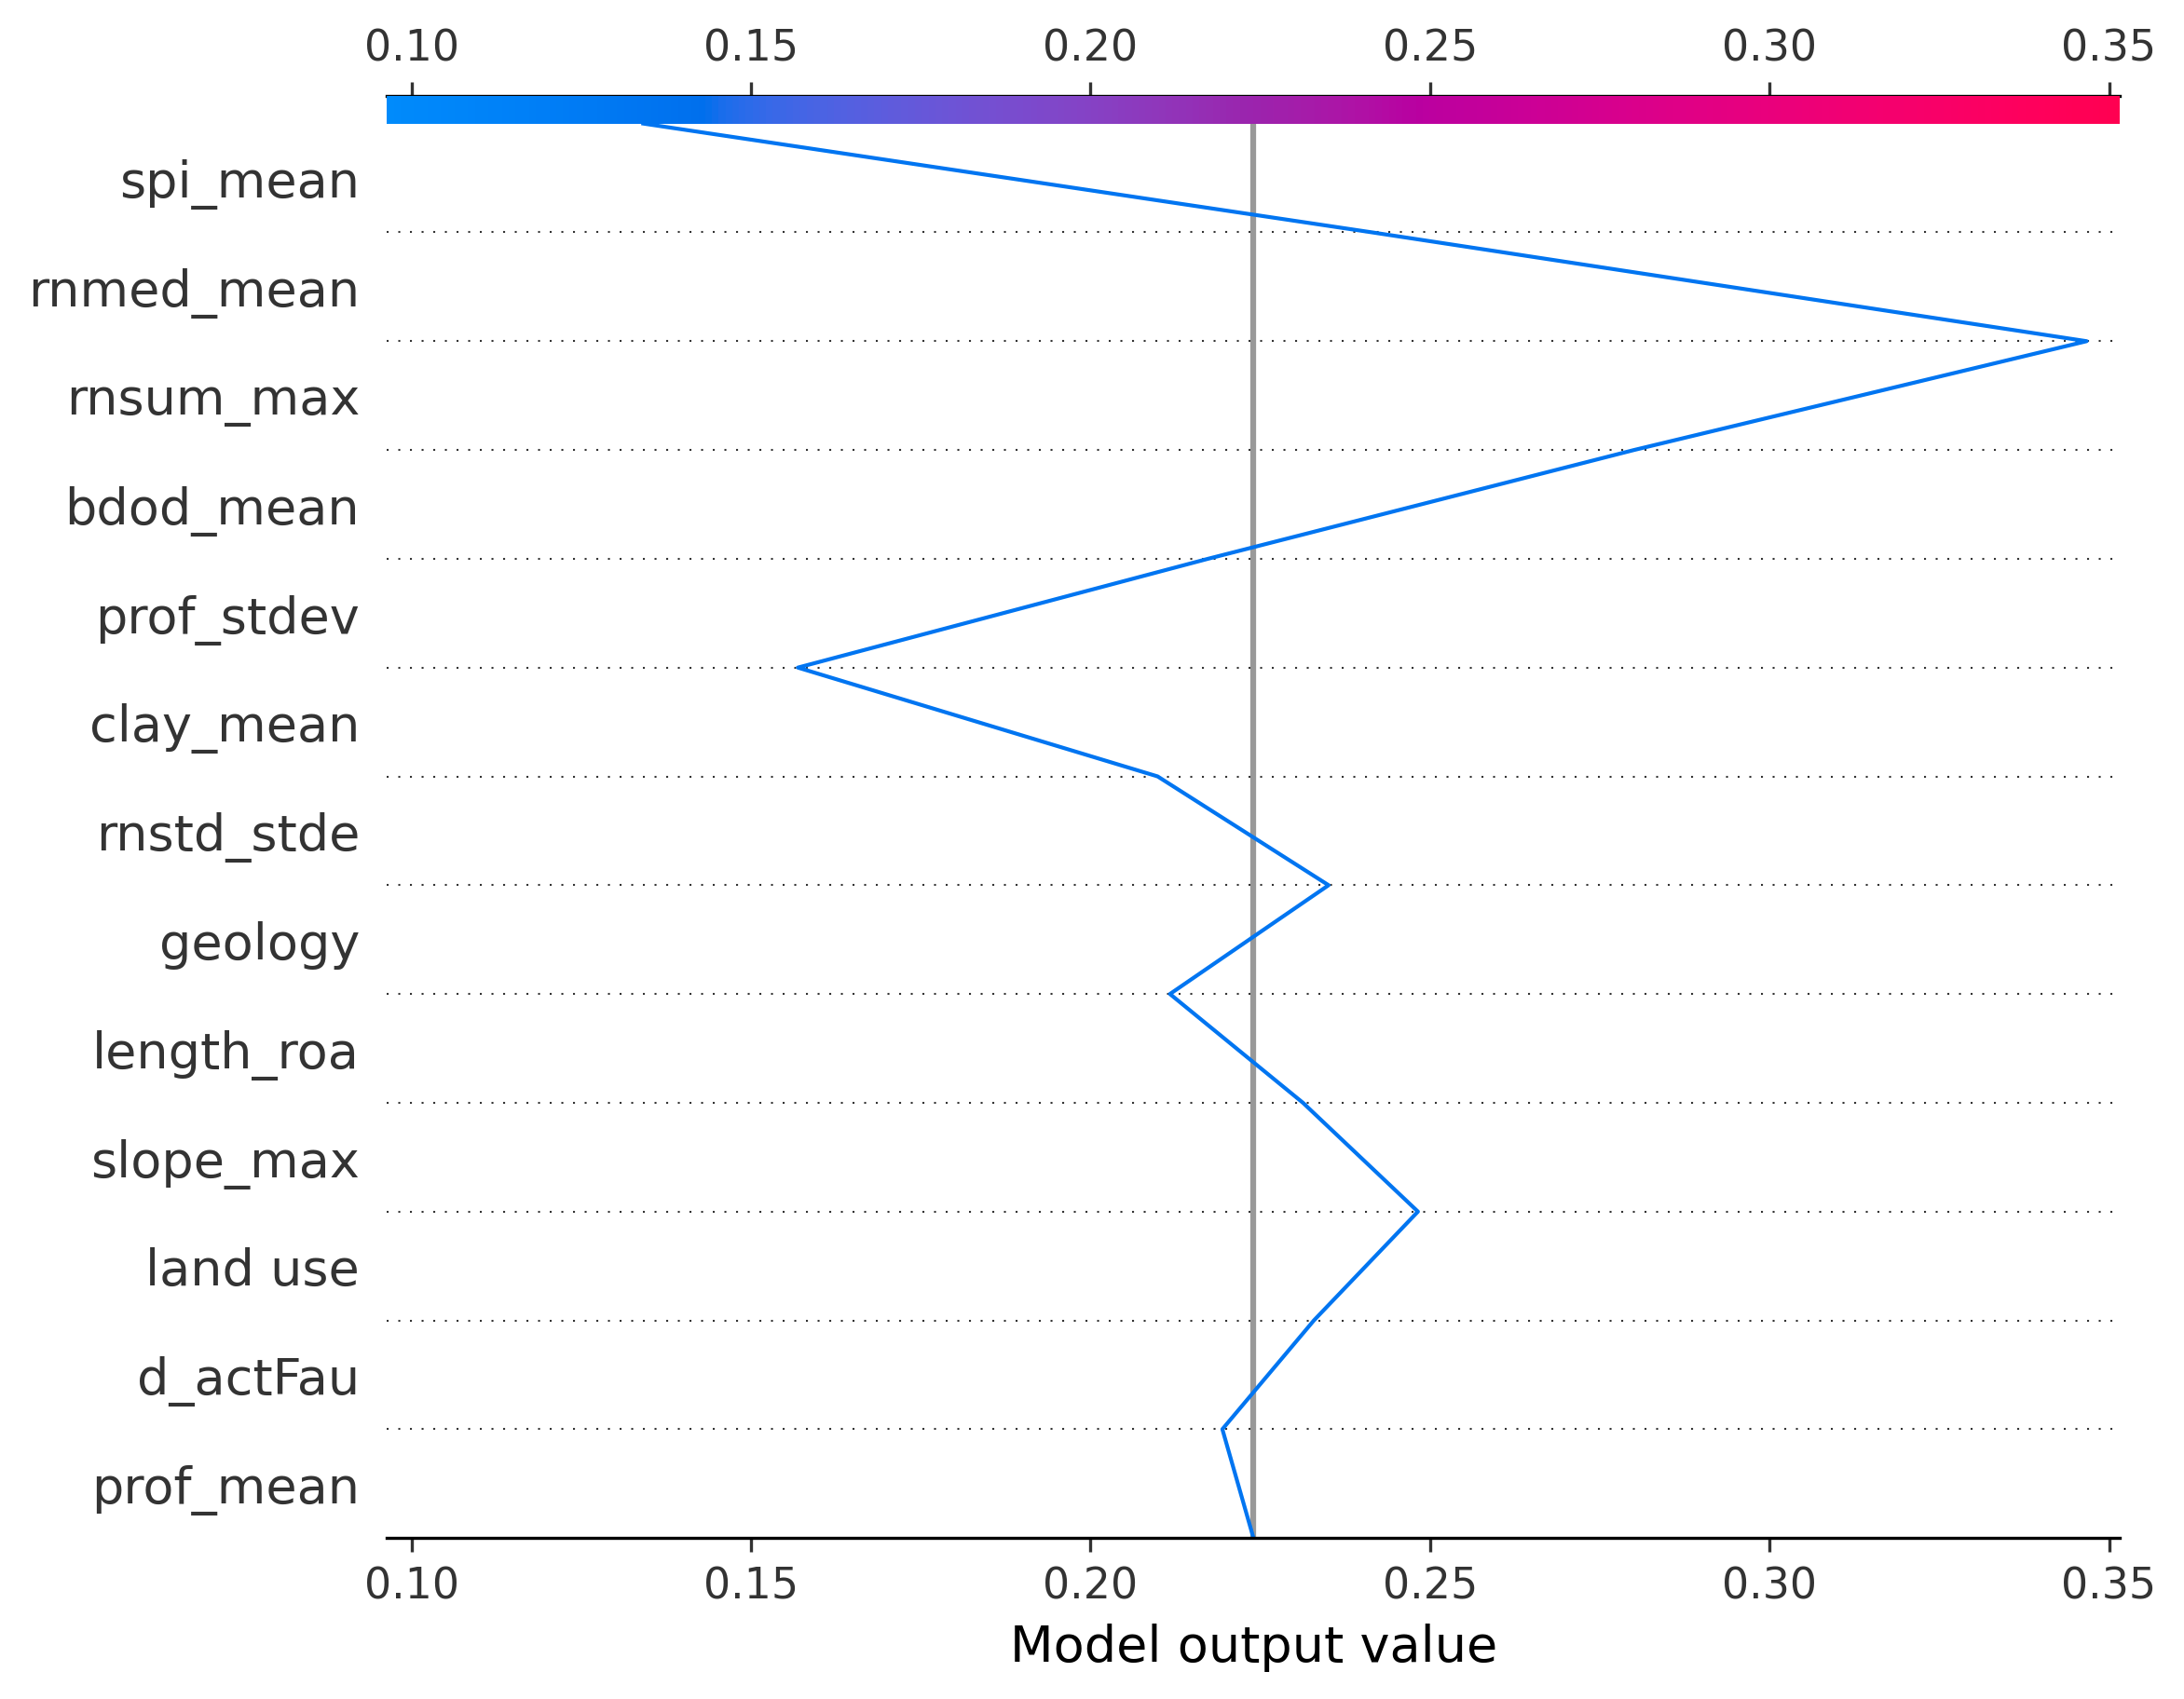 0.10 0.15 0.20 0.25 0.30 0.35
spi_mean
rnmed_mean
rnsum_max
bdod_mean
prof_stdev
clay_mean
rnstd_stde
geology
length_roa
slope_max
land use
d_actFau
prof_mean
0.10 0.15 0.20 0.25 0.30 0.35
Model output value